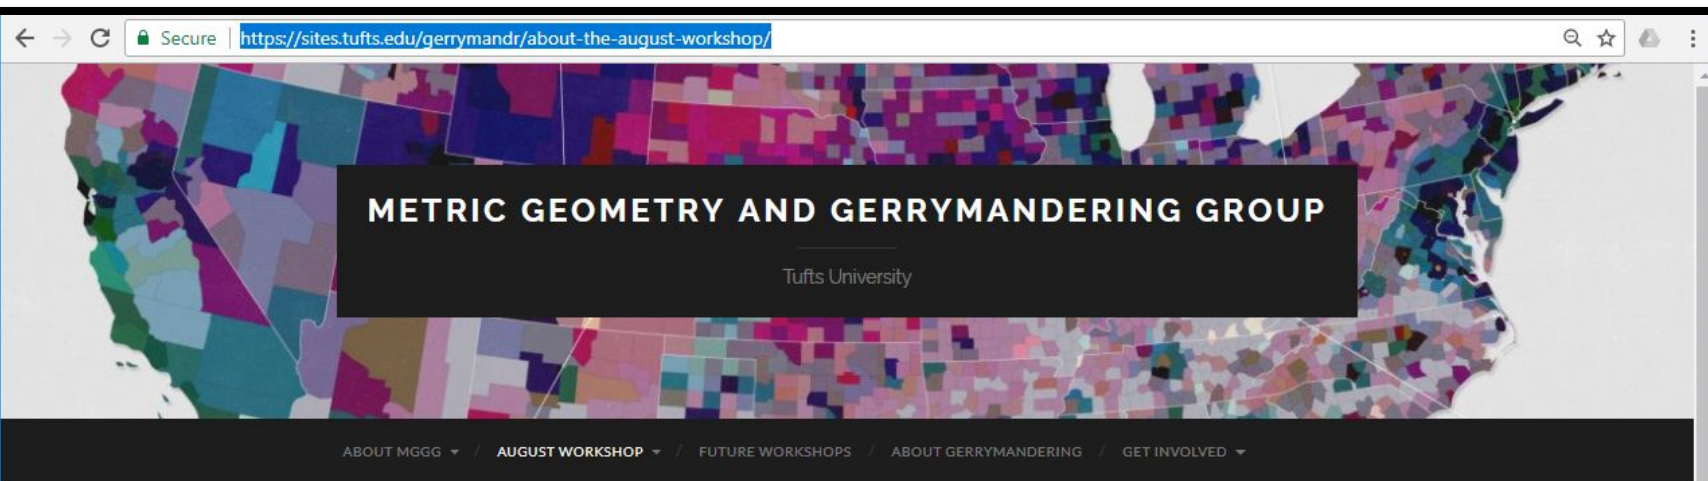 Secure https://sites.tufts.edu/gerrymandr/about-the-august-workshop/
METRIC GEOMETRY AND GERRYMANDERING GROUP
Tufts University
ABOUT MGGG / AUGUST WORKSHOP / FUTURE WORKSHOPS / ABOUT GERRYMANDERING / GET INVOLVED